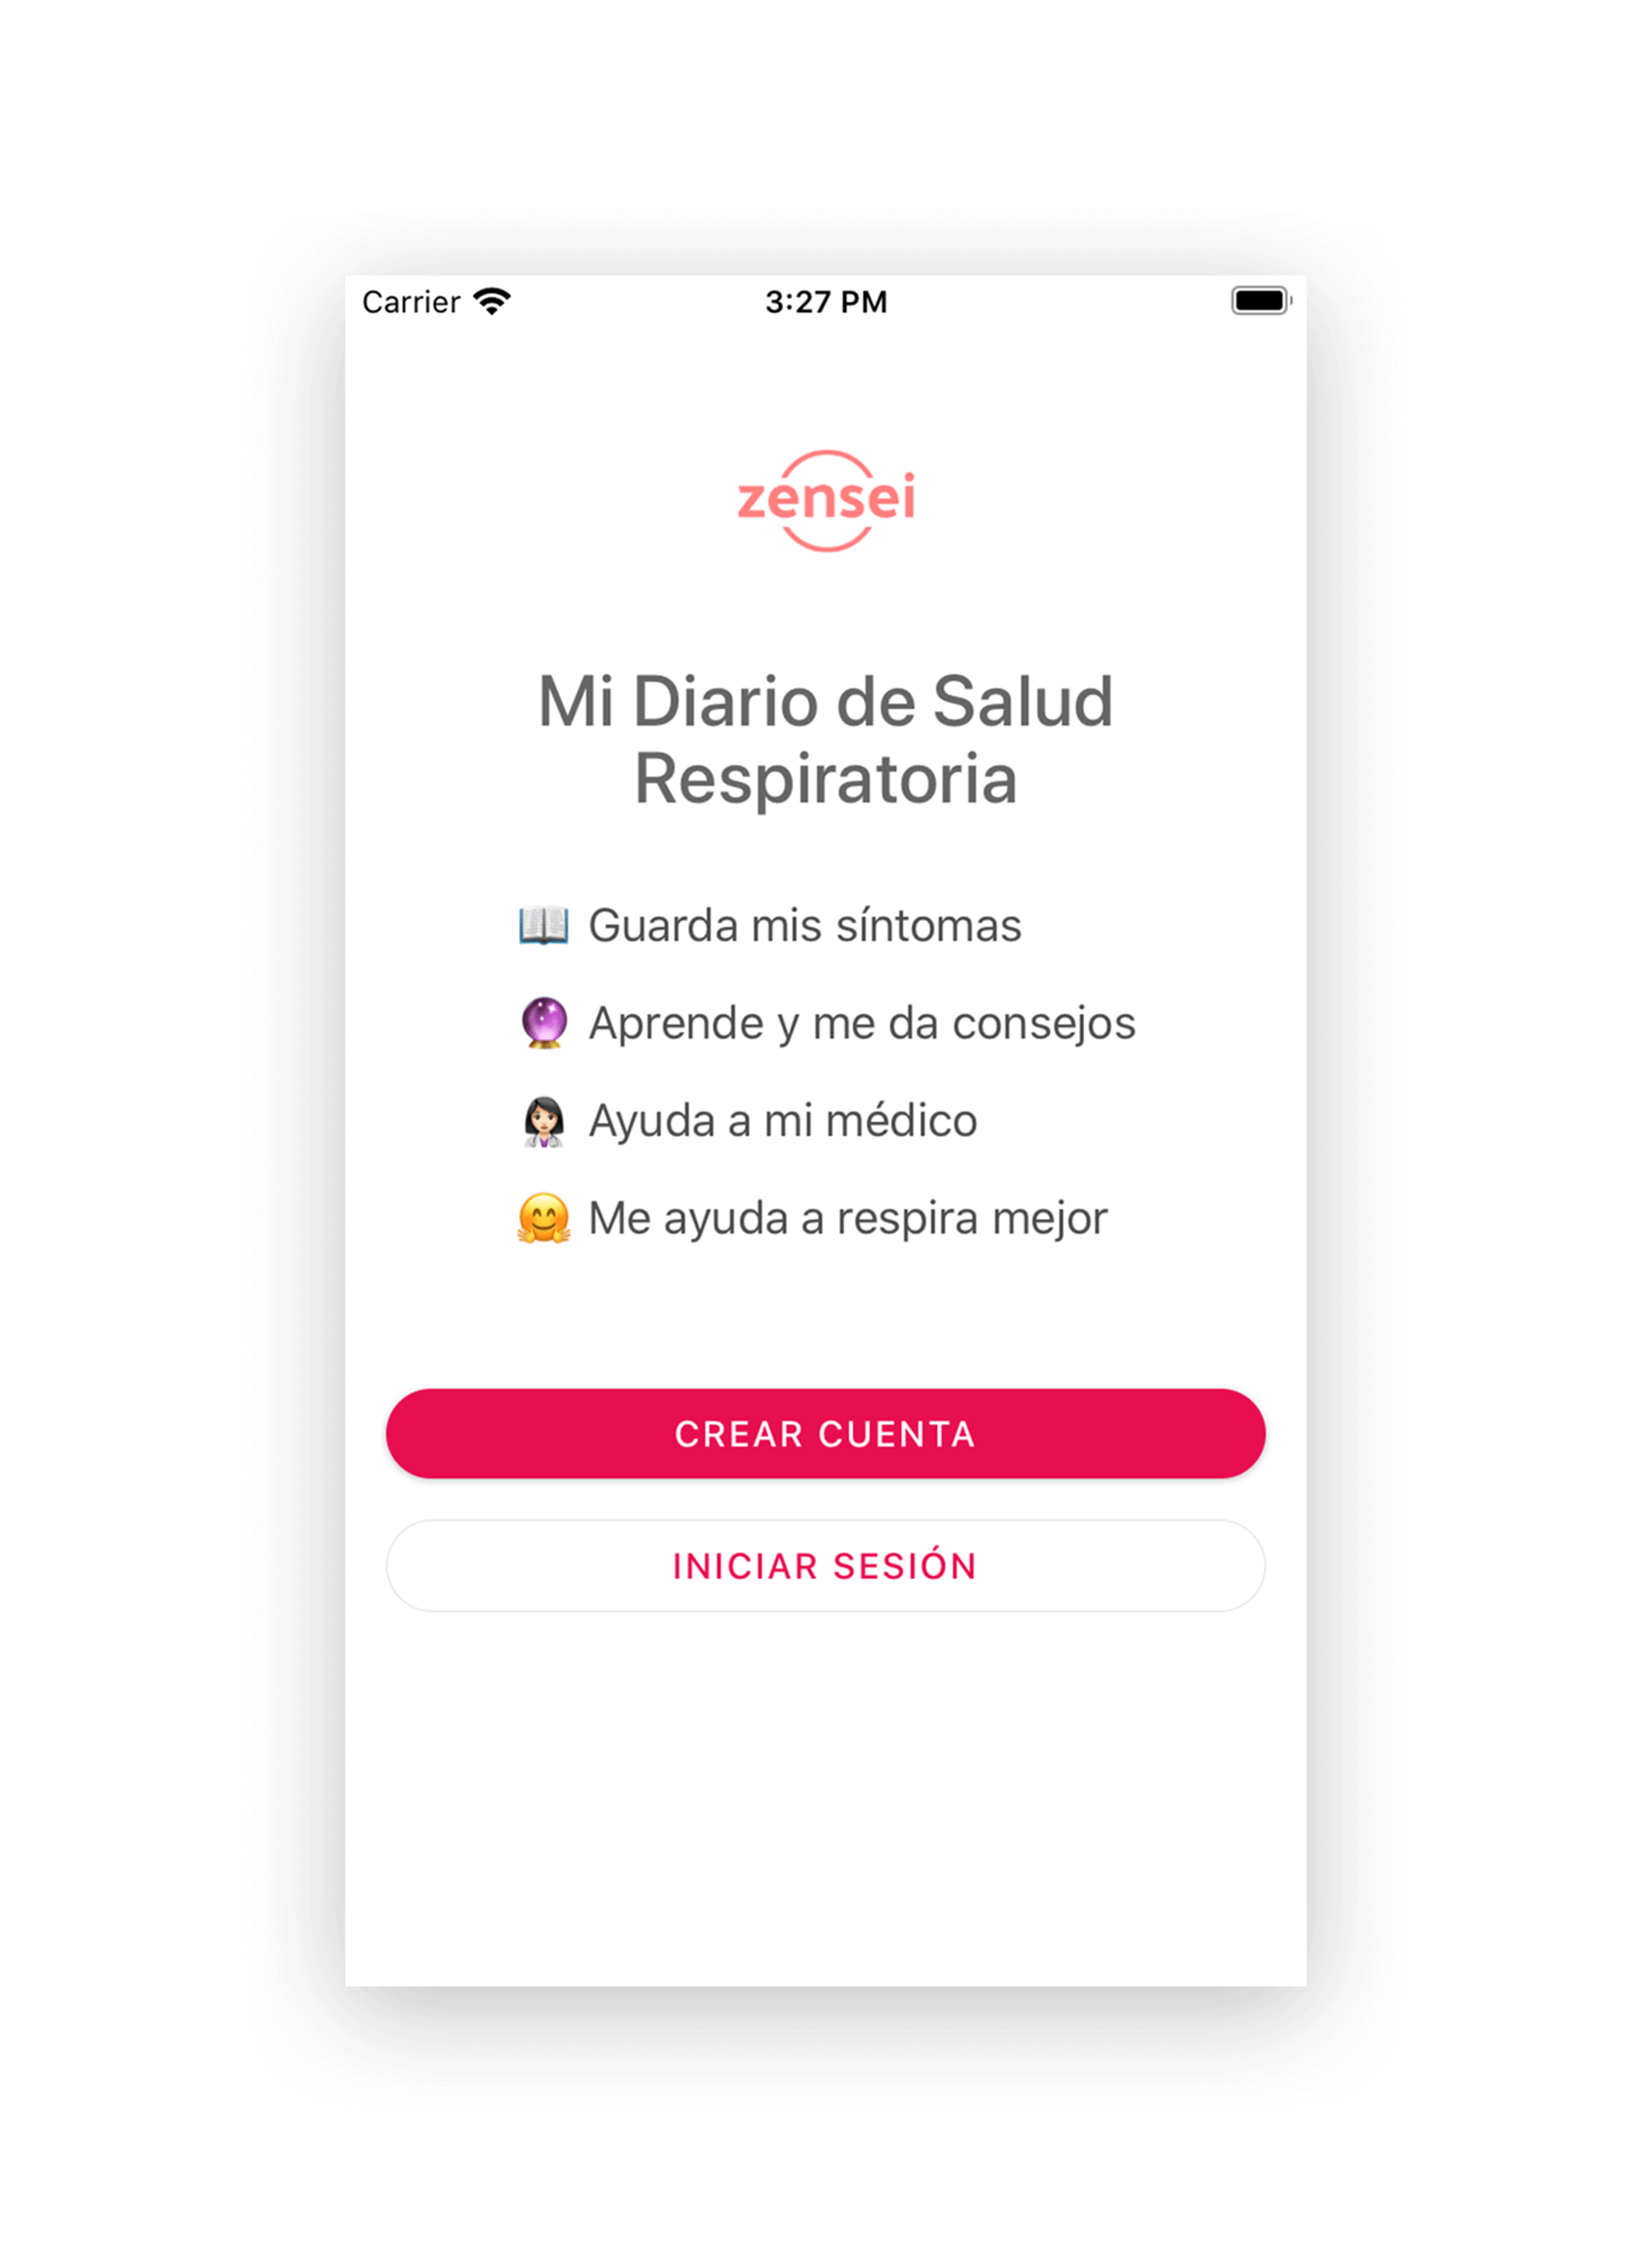 Carrier
3:27 PM
zensei
Mi Diario de Salud
Respiratoria
Guarda mis síntomas
Aprende y me da consejos
Ayuda a mi médico
Me ayuda a respira mejor
CREAR CUENTA
INICIAR SESIÓN